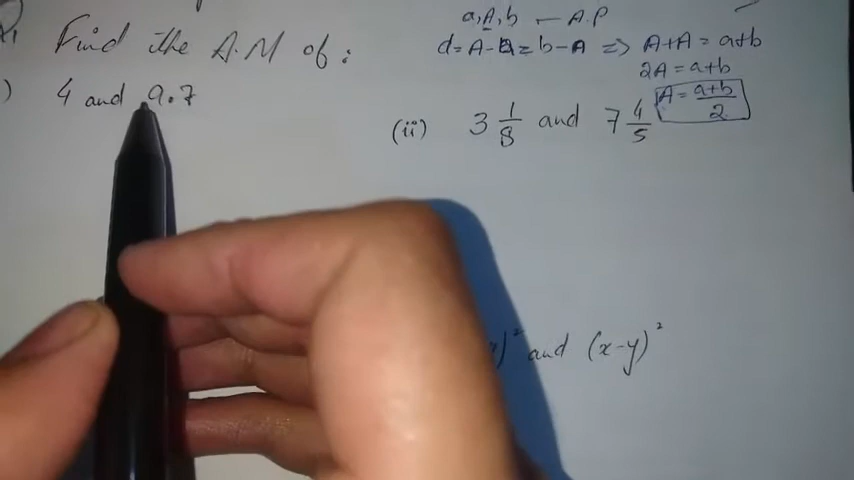 Find the A.M of:
) 4 and 9.7
a, A, b — A.P
d = A - a = b - A ⇒ A + A = a + b
2A = a + b
A = a+b/2
(ii) 3 1/8 and 7 4/5
)² and (x-y)²